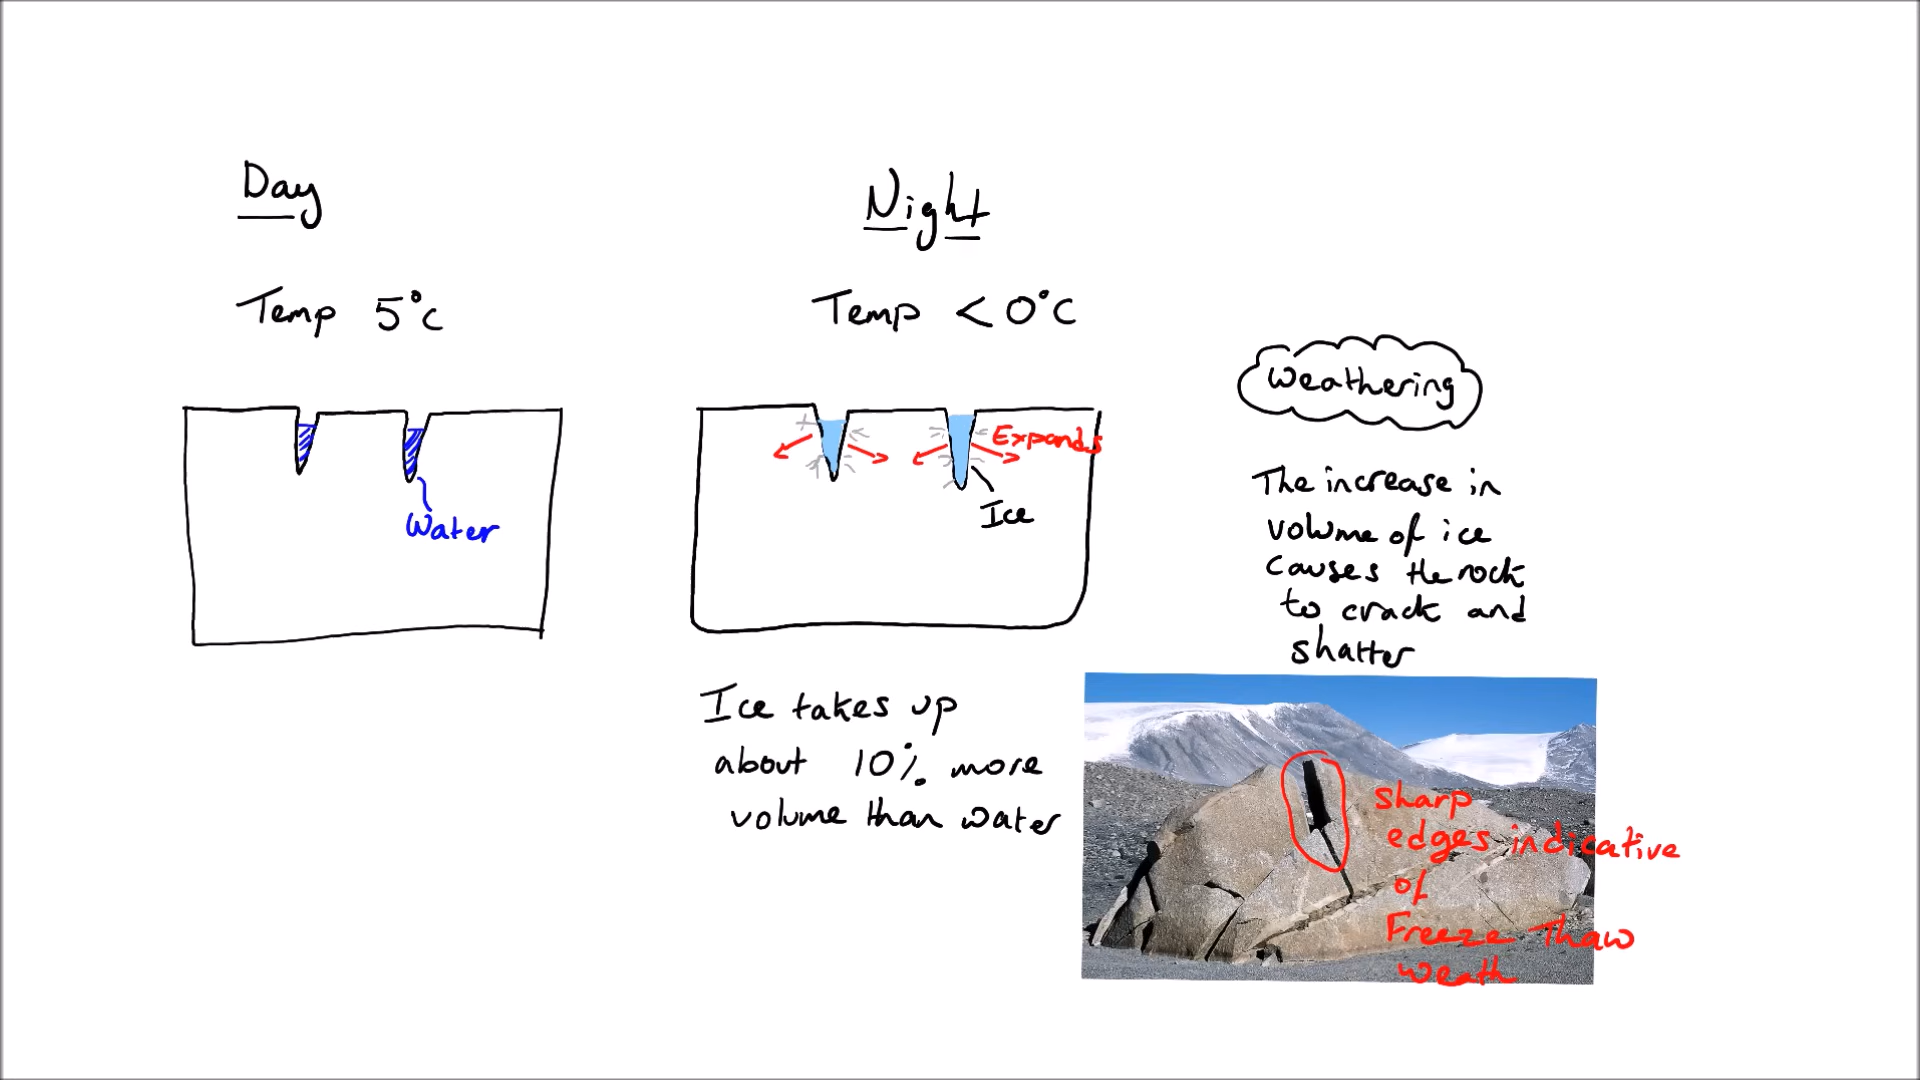 Day
Temp 5°c
Water
Night
Temp < 0°C
Expands
Ice
Ice takes up
about 10% more
volume than water
Weathering
The increase in
volume of ice
causes the rock
to crack and
shatter
sharp
edges indicative
of
Freeze Thaw
weath